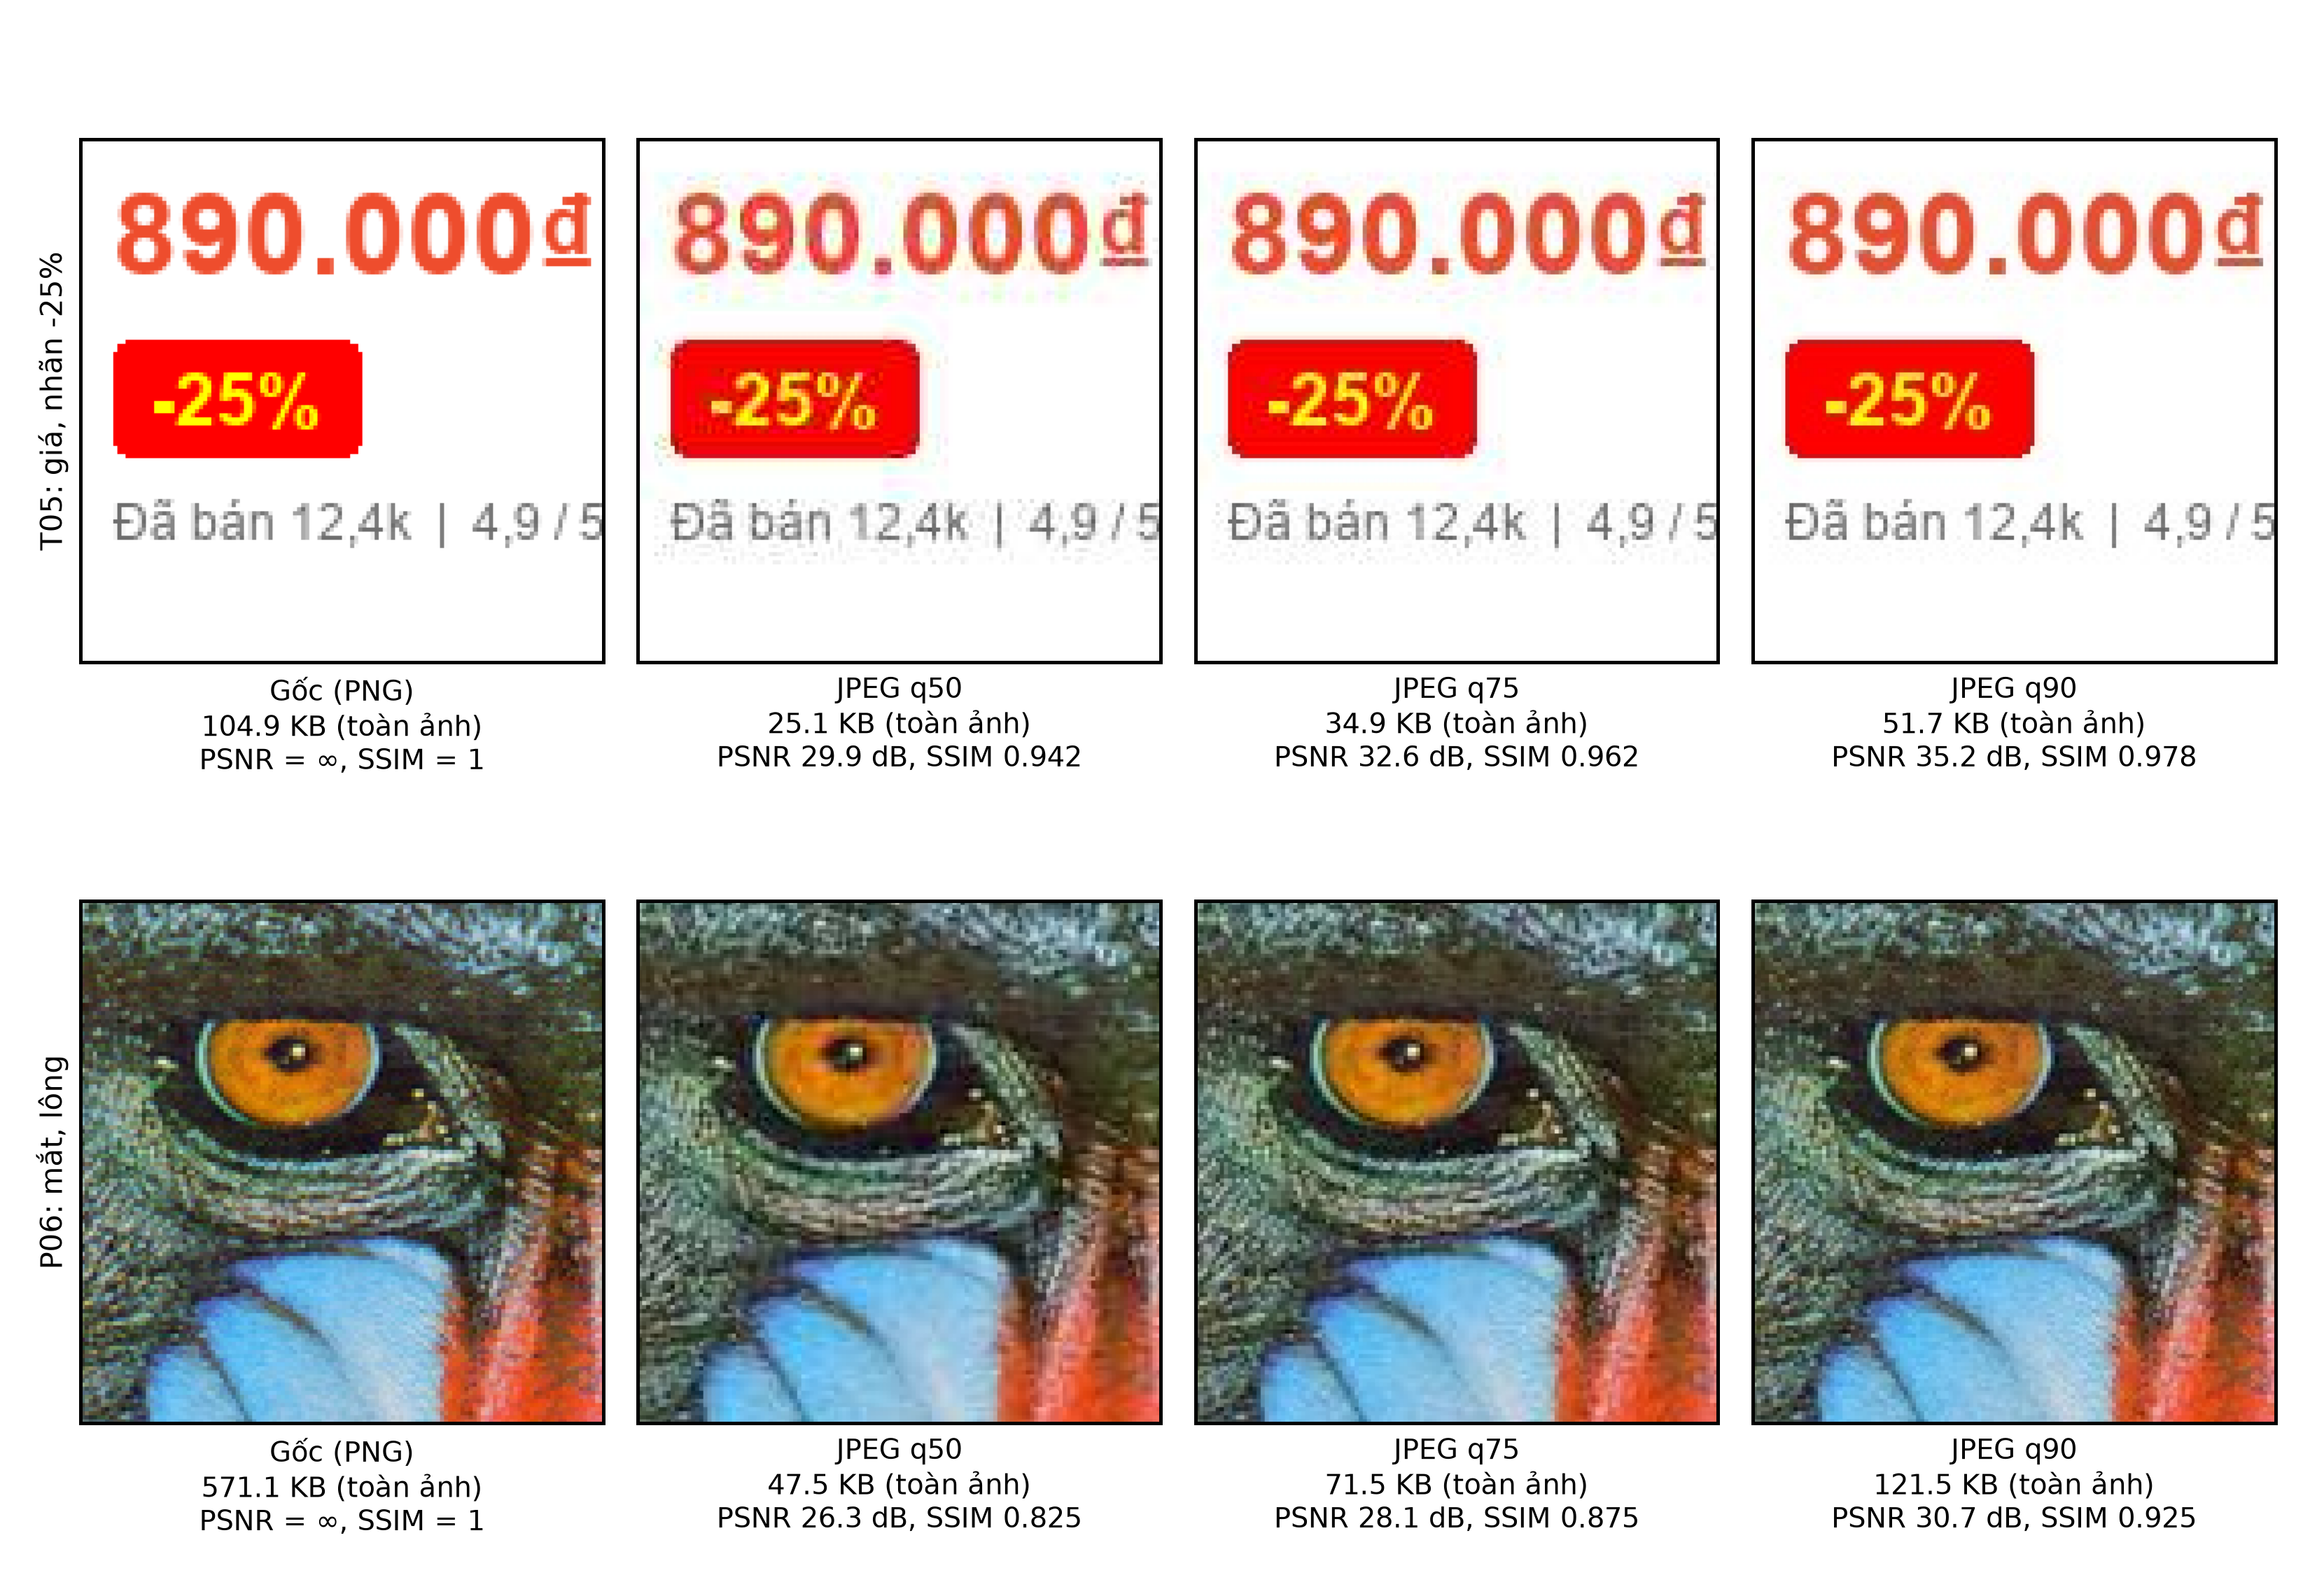 T05: giá, nhãn -25%
890.000đ
-25%
Đã bán 12,4k | 4,9 / 5
Gốc (PNG)
104.9 KB (toàn ảnh)
PSNR = ∞, SSIM = 1
890.000đ
-25%
Đã bán 12,4k | 4,9 / 5
JPEG q50
25.1 KB (toàn ảnh)
PSNR 29.9 dB, SSIM 0.942
890.000đ
-25%
Đã bán 12,4k | 4,9 / 5
JPEG q75
34.9 KB (toàn ảnh)
PSNR 32.6 dB, SSIM 0.962
890.000đ
-25%
Đã bán 12,4k | 4,9 / 5
JPEG q90
51.7 KB (toàn ảnh)
PSNR 35.2 dB, SSIM 0.978
P06: mắt, lông
Gốc (PNG)
571.1 KB (toàn ảnh)
PSNR = ∞, SSIM = 1
JPEG q50
47.5 KB (toàn ảnh)
PSNR 26.3 dB, SSIM 0.825
JPEG q75
71.5 KB (toàn ảnh)
PSNR 28.1 dB, SSIM 0.875
JPEG q90
121.5 KB (toàn ảnh)
PSNR 30.7 dB, SSIM 0.925